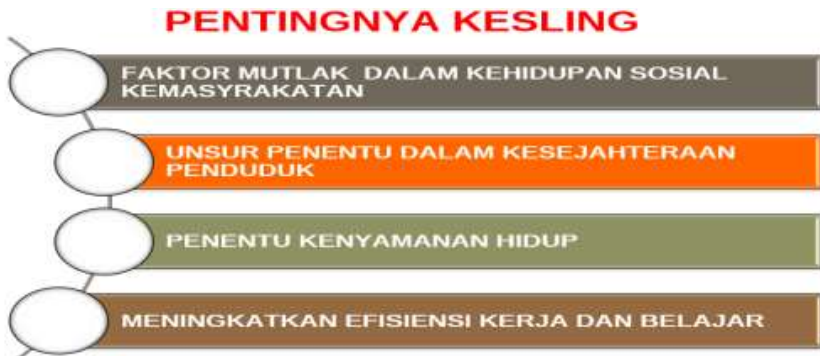 PENTINGNYA KESLING
FAKTOR MUTLAK DALAM KEHIDUPAN SOSIAL
KEMASYRAKATAN
UNSUR PENENTU DALAM KESEJAHTERAAN
PENDUDUK
PENENTU KENYAMANAN HIDUP
MENINGKATKAN EFISIENSI KERJA DAN BELAJAR